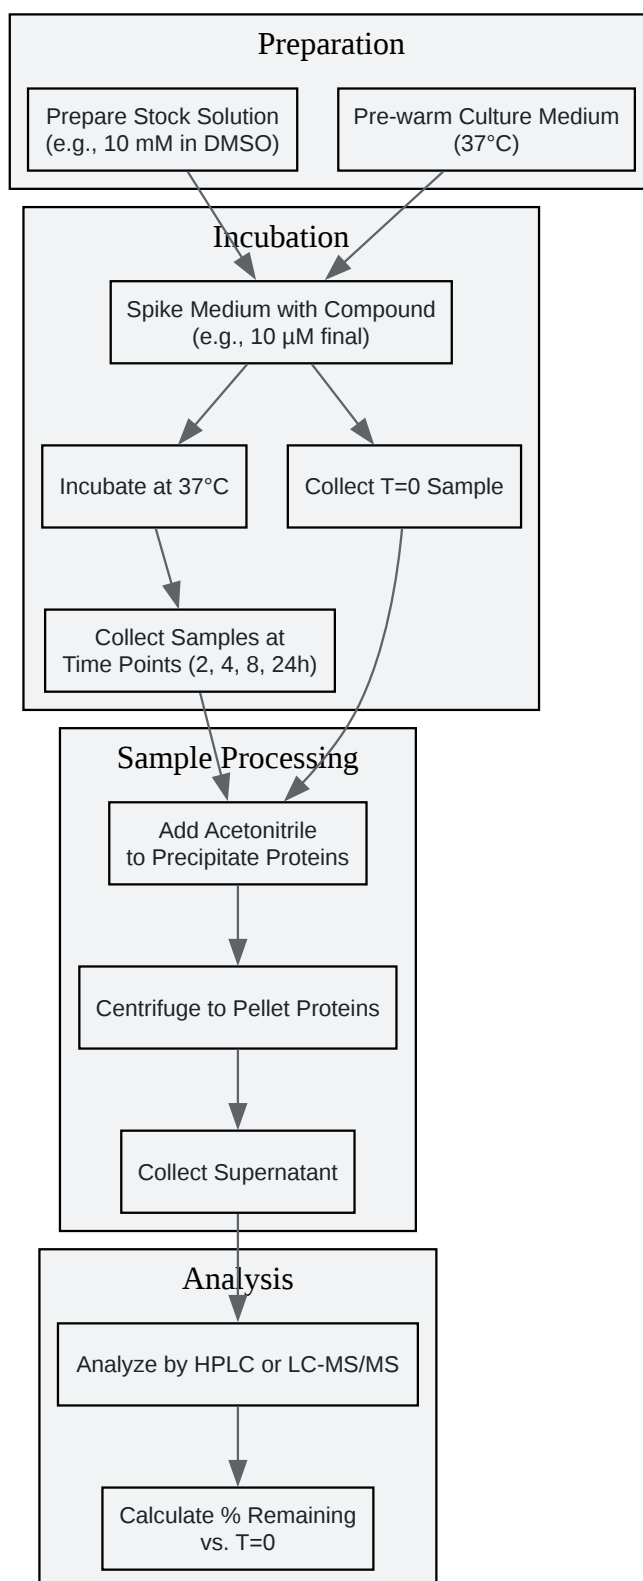 Preparation
Prepare Stock Solution
(e.g., 10 mM in DMSO)
Pre-warm Culture Medium
(37°C)
Incubation
Spike Medium with Compound
(e.g., 10 µM final)
Incubate at 37°C
Collect T=0 Sample
Collect Samples at
Time Points (2, 4, 8, 24h)
Sample Processing
Add Acetonitrile
to Precipitate Proteins
Centrifuge to Pellet Proteins
Collect Supernatant
Analysis
Analyze by HPLC or LC-MS/MS
Calculate % Remaining
vs. T=0